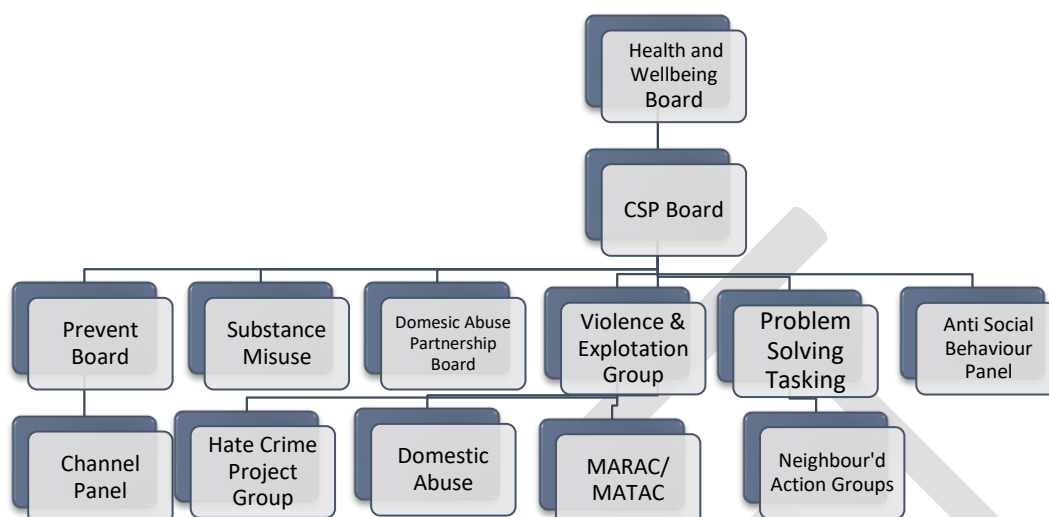 Health and
Wellbeing
Board
CSP Board
Prevent
Board
Substance
Misuse
Domesic Abuse
Partnership
Board
Violence &
Explotation
Group
Problem
Solving
Tasking
Anti Social
Behaviour
Panel
Channel
Panel
Hate Crime
Project
Group
Domestic
Abuse
MARAC/
MATAC
Neighbour'd
Action Groups